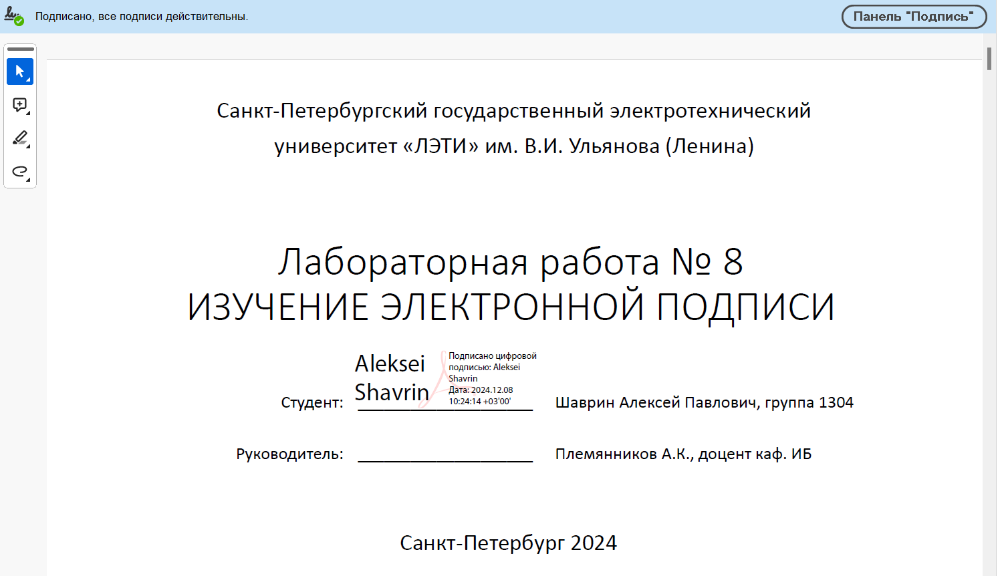 Подписано, все подписи действительны.
Панель "Подпись"
Санкт-Петербургский государственный электротехнический
университет «ЛЭТИ» им. В.И. Ульянова (Ленина)
Лабораторная работа № 8
ИЗУЧЕНИЕ ЭЛЕКТРОННОЙ ПОДПИСИ
Aleksei
Shavrin
Подписано цифровой
подписью: Aleksei
Shavrin
Дата: 2024.12.08
10:24:14 +03'00'
Студент: Шаврин Алексей Павлович, группа 1304
Руководитель: Племянников А.К., доцент каф. ИБ
Санкт-Петербург 2024